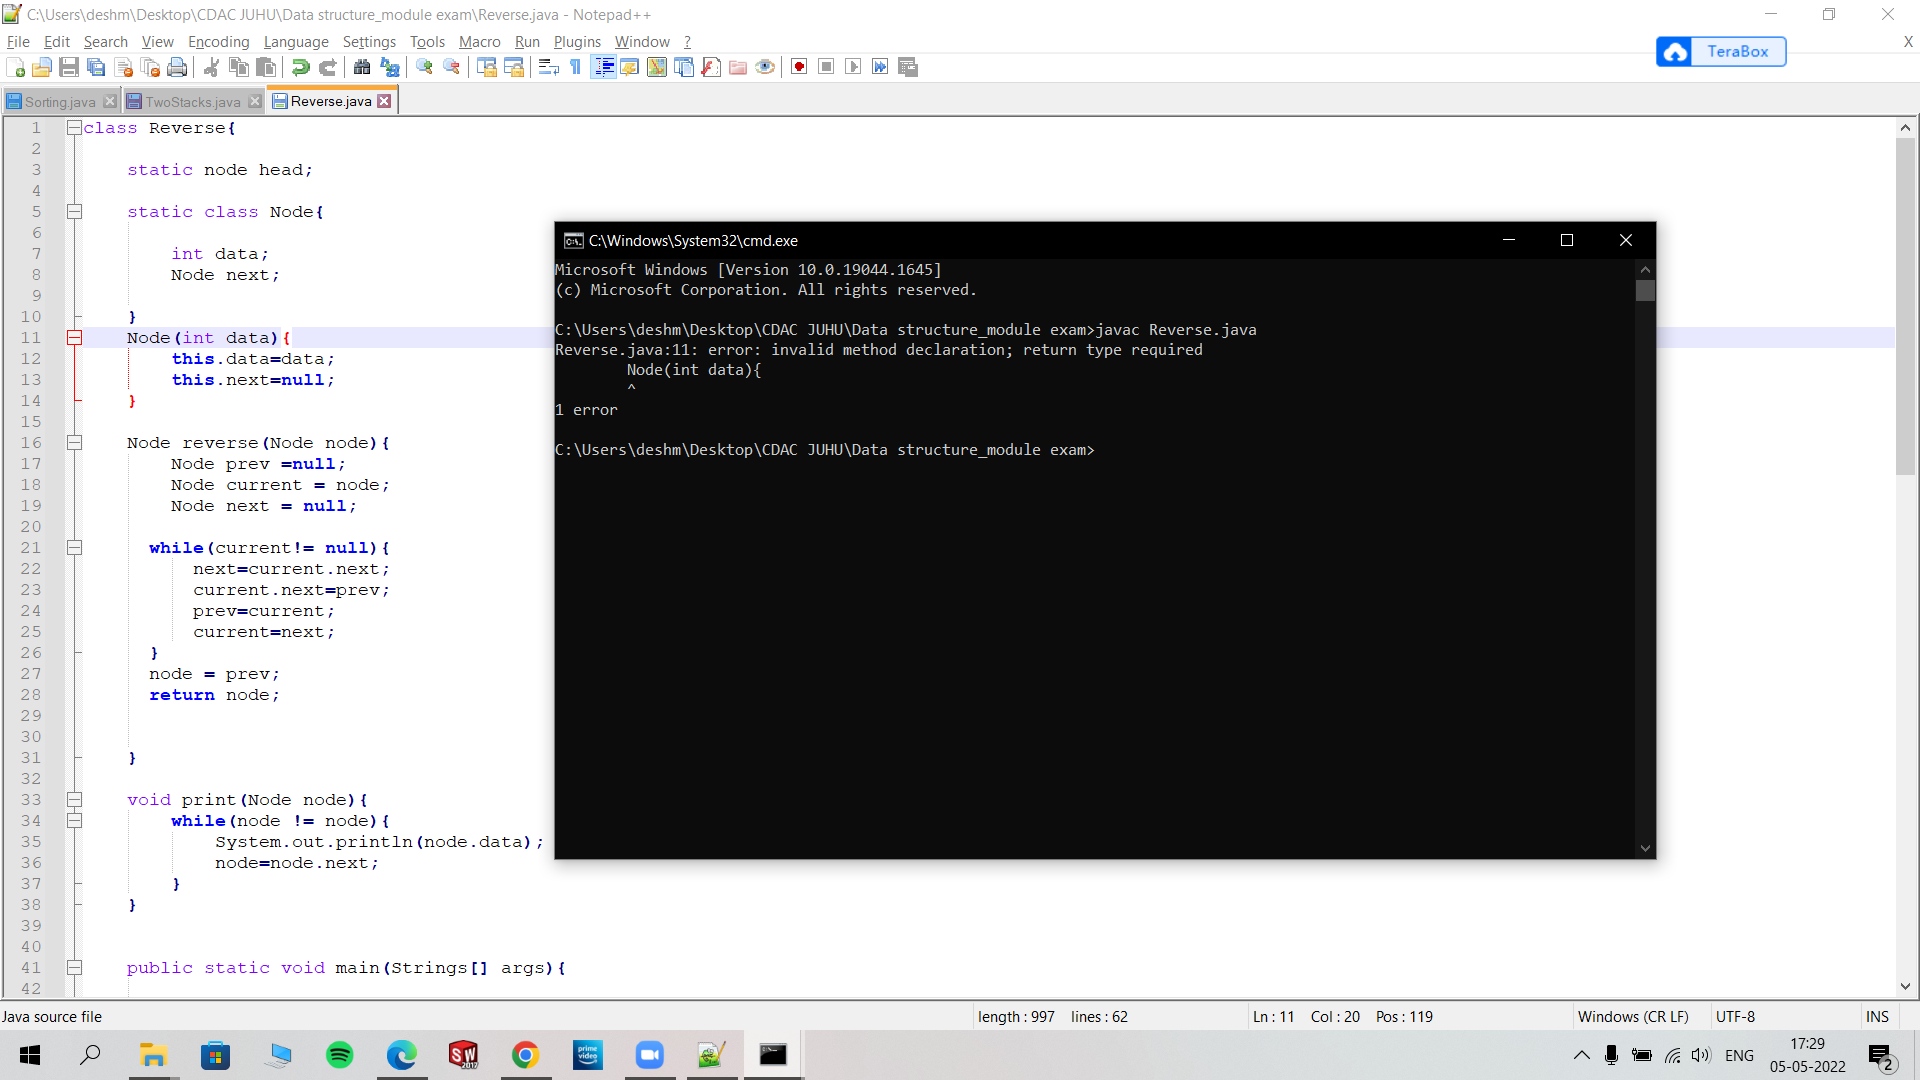 C:\Users\deshm\Desktop\CDAC JUHU\Data structure_module exam\Reverse.java - Notepad++
File Edit Search View Encoding Language Settings Tools Macro Run Plugins Window ? X
TeraBox
Sorting.java TwoStacks.java Reverse.java
1 class Reverse{
2
3 static node head;
4
5 static class Node{
6
7 int data;
8 Node next;
9
10 }
11 Node(int data){
12 this.data=data;
13 this.next=null;
14 }
15
16 Node reverse(Node node){
17 Node prev =null;
18 Node current = node;
19 Node next = null;
20
21 while(current!= null){
22 next=current.next;
23 current.next=prev;
24 prev=current;
25 current=next;
26 }
27 node = prev;
28 return node;
29
30
31 }
32
33 void print(Node node){
34 while(node != node){
35 System.out.println(node.data);
36 node=node.next;
37 }
38 }
39
40
41 public static void main(Strings[] args){
42
C:\Windows\System32\cmd.exe
Microsoft Windows [Version 10.0.19044.1645]
(c) Microsoft Corporation. All rights reserved.
C:\Users\deshm\Desktop\CDAC JUHU\Data structure_module exam>javac Reverse.java
Reverse.java:11: error: invalid method declaration; return type required
Node(int data){
^
1 error
C:\Users\deshm\Desktop\CDAC JUHU\Data structure_module exam>
Java source file length : 997 lines : 62 Ln : 11 Col : 20 Pos : 119 Windows (CR LF) UTF-8 INS
SW 2017 prime video ENG 17:29
05-05-2022 2